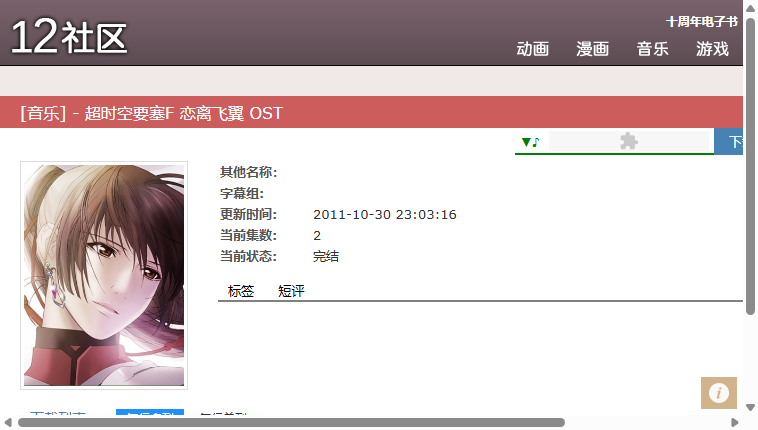 12社区
十周年电子书
动画 漫画 音乐 游戏
[音乐] - 超时空要塞F 恋离飞翼 OST
▼♪
其他名称:
字幕组:
更新时间: 2011-10-30 23:03:16
当前集数: 2
当前状态: 完结
标签 短评